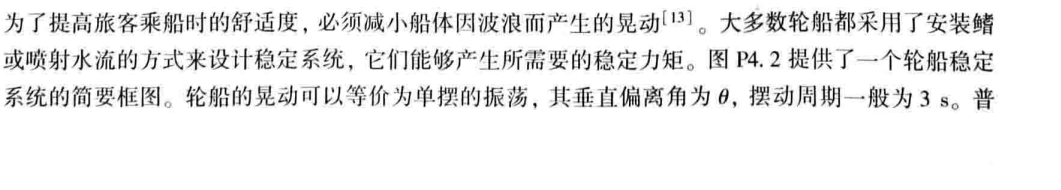 为了提高旅客乘船时的舒适度，必须减小船体因波浪而产生的晃动[13]。大多数轮船都采用了安装鳍
或喷射水流的方式来设计稳定系统，它们能够产生所需要的稳定力矩。图 P4.2 提供了一个轮船稳定
系统的简要框图。轮船的晃动可以等价为单摆的振荡，其垂直偏离角为 θ，摆动周期一般为 3 s。普